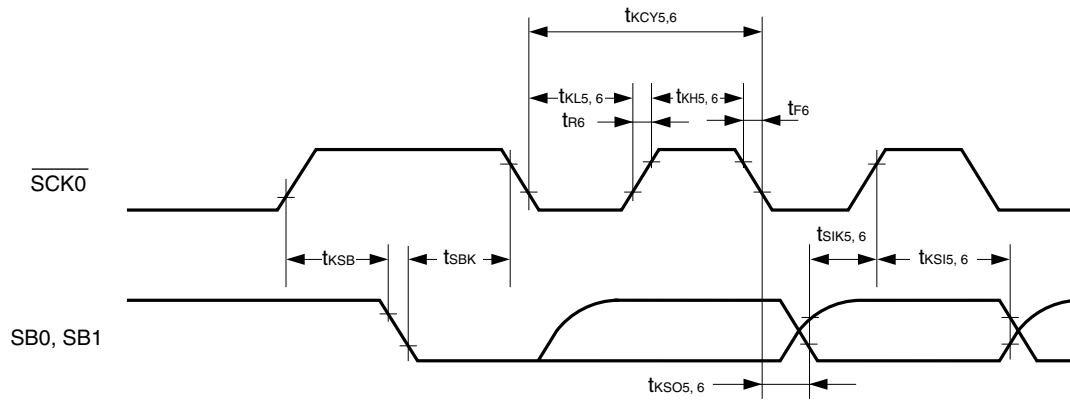 tKCY5,6
tKL5, 6
tKH5, 6
tR6
tF6
SCK0
tSIK5, 6
tKSB
tSBK
tKSI5, 6
SB0, SB1
tKSO5, 6